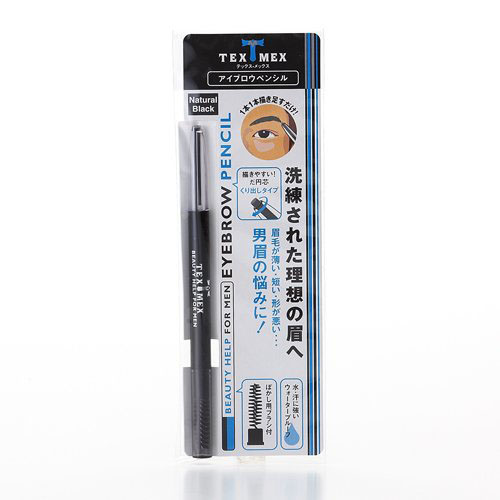 TEX MEX
テックス・メックス
アイブロウペンシル
Natural
Black
1本1本描き足すだけ!
洗練された理想の眉へ
描きやすい!
だ円芯
くり出しタイプ
眉毛が薄い・短い・形が悪い・・・
男眉の悩みに!
BEAUTY HELP FOR MEN EYEBROW PENCIL
TEX MEX
BEAUTY HELP FOR MEN
ぼかし用ブラシ付
水・汗に強い
ウォータープルーフ